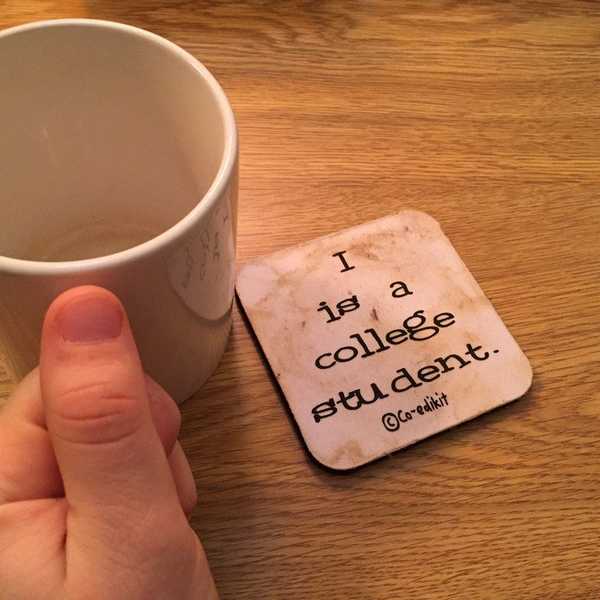 I
is a
college
student.
©Co-edikit